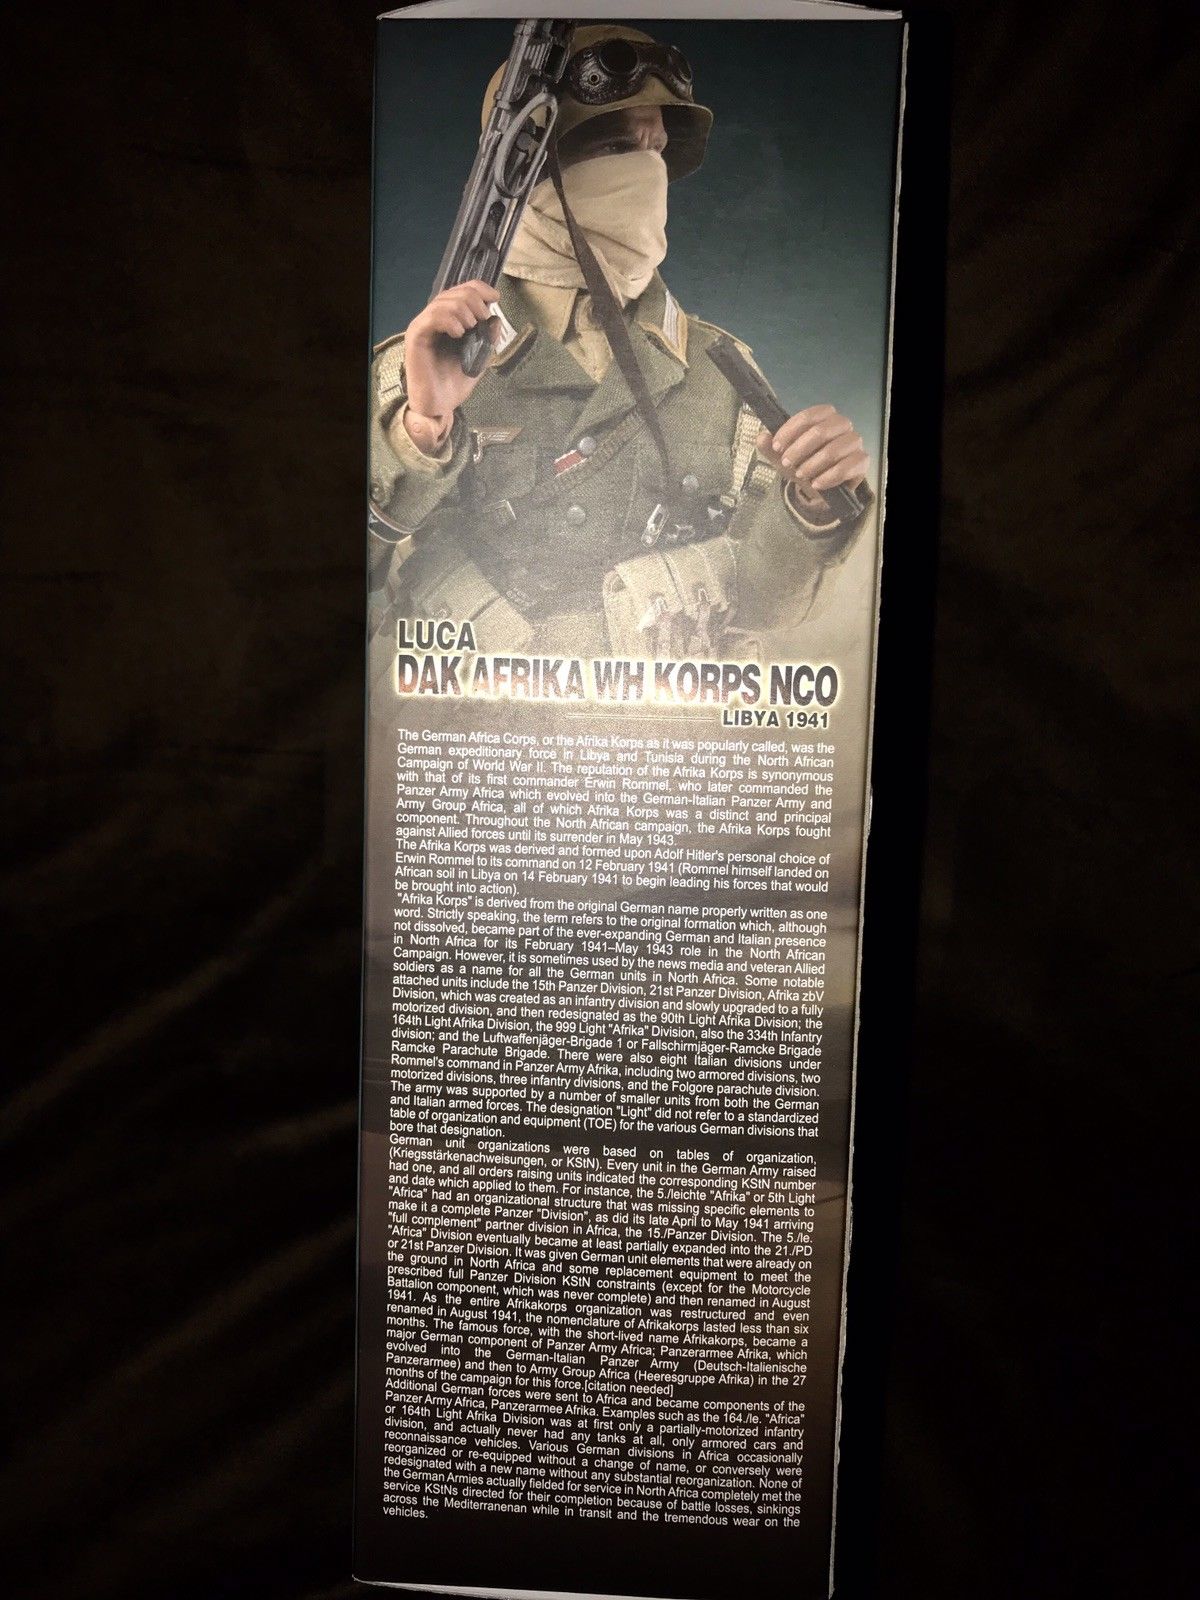 LUCA
DAK AFRIKA WH KORPS NCO
LIBYA 1941
The German Africa Corps, or the Afrika Korps as it was popularly called, was the
German expeditionary force in Libya and Tunisia during the North African
Campaign of World War II. The reputation of the Afrika Korps is synonymous
with that of its first commander Erwin Rommel, who later commanded the
Panzer Army Africa which evolved into the German-Italian Panzer Army and
Army Group Africa, all of which Afrika Korps was a distinct and principal
component. Throughout the North African campaign, the Afrika Korps fought
against Allied forces until its surrender in May 1943.
The Afrika Korps was derived and formed upon Adolf Hitler's personal choice of
Erwin Rommel to its command on 12 February 1941 (Rommel himself landed on
African soil in Libya on 14 February 1941 to begin leading his forces that would
be brought into action).
"Afrika Korps" is derived from the original German name properly written as one
word. Strictly speaking, the term refers to the original formation which, although
not dissolved, became part of the ever-expanding German and Italian presence
in North Africa for its February 1941–May 1943 role in the North African
Campaign. However, it is sometimes used by the news media and veteran Allied
soldiers as a name for all the German units in North Africa. Some notable
attached units include the 15th Panzer Division, 21st Panzer Division, Afrika zbV
Division, which was created as an infantry division and slowly upgraded to a fully
motorized division, and then redesignated as the 90th Light Afrika Division; the
164th Light Afrika Division, the 999 Light "Afrika" Division, also the 334th Infantry
division; and the Luftwaffenjäger-Brigade 1 or Fallschirmjäger-Ramcke Brigade
Ramcke Parachute Brigade. There were also eight Italian divisions under
Rommel's command in Panzer Army Afrika, including two armored divisions, two
motorized divisions, three infantry divisions, and the Folgore parachute division.
The army was supported by a number of smaller units from both the German
and Italian armed forces. The designation "Light" did not refer to a standardized
table of organization and equipment (TOE) for the various German divisions that
bore that designation.
German unit organizations were based on tables of organization,
(Kriegsstärkenachweisungen, or KStN). Every unit in the German Army raised
had one, and all orders raising units indicated the corresponding KStN number
and date which applied to them. For instance, the 5./leichte "Afrika" or 5th Light
"Africa" had an organizational structure that was missing specific elements to
make it a complete Panzer "Division", as did its late April to May 1941 arriving
"full complement" partner division in Africa, the 15./Panzer Division. The 5./le.
"Africa" Division eventually became at least partially expanded into the 21./PD
or 21st Panzer Division. It was given German unit elements that were already on
the ground in North Africa and some replacement equipment to meet the
prescribed full Panzer Division KStN constraints (except for the Motorcycle
Battalion component, which was never complete) and then renamed in August
1941. As the entire Afrikakorps organization was restructured and even
renamed in August 1941, the nomenclature of Afrikakorps lasted less than six
months. The famous force, with the short-lived name Afrikakorps, became a
major German component of Panzer Army Africa; Panzerarmee Afrika, which
evolved into the German-Italian Panzer Army (Deutsch-Italienische
Panzerarmee) and then to Army Group Africa (Heeresgruppe Afrika) in the 27
months of the campaign for this force.[citation needed]
Additional German forces were sent to Africa and became components of the
Panzer Army Africa, Panzerarmee Afrika. Examples such as the 164./le. "Africa"
or 164th Light Afrika Division was at first only a partially-motorized infantry
division, and actually never had any tanks at all, only armored cars and
reconnaissance vehicles. Various German divisions in Africa occasionally
reorganized or re-equipped without a change of name, or conversely were
redesignated with a new name without any substantial reorganization. None of
the German Armies actually fielded for service in North Africa completely met the
service KStNs directed for their completion because of battle losses, sinkings
across the Mediterranenan while in transit and the tremendous wear on the
vehicles.